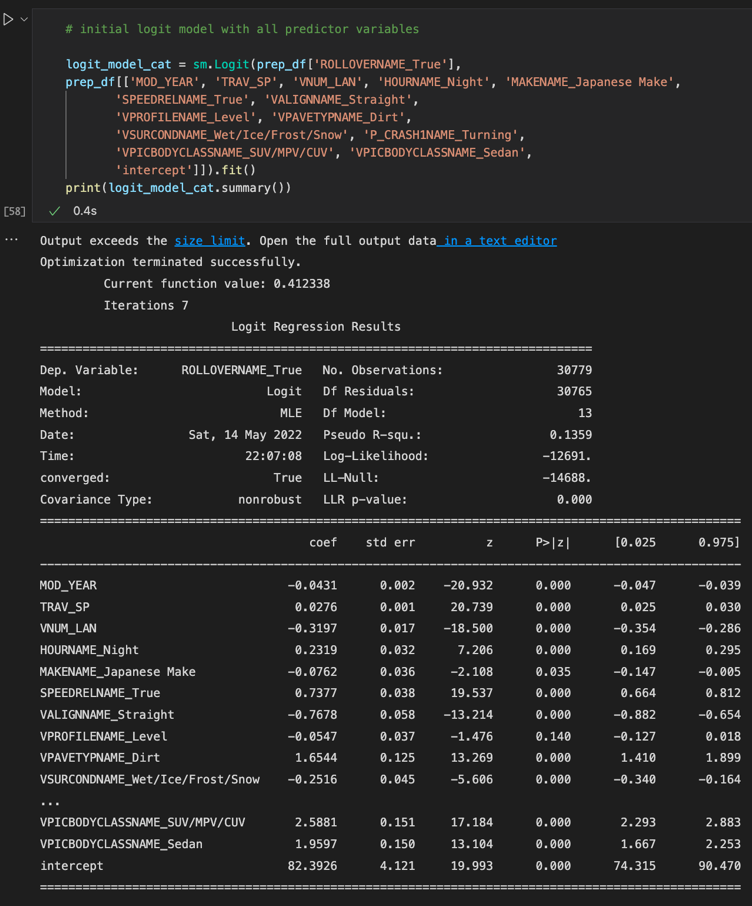 # initial logit model with all predictor variables
logit_model_cat = sm.Logit(prep_df['ROLLOVERNAME_True'],
prep_df[['MOD_YEAR', 'TRAV_SP', 'VNUM_LAN', 'HOURNAME_Night', 'MAKENAME_Japanese Make',
'SPEEDRELNAME_True', 'VALIGNNAME_Straight',
'VPROFILENAME_Level', 'VPAVETYPNAME_Dirt',
'VSURCONDNAME_Wet/Ice/Frost/Snow', 'P_CRASH1NAME_Turning',
'VPICBODYCLASSNAME_SUV/MPV/CUV', 'VPICBODYCLASSNAME_Sedan',
'intercept']]).fit()
print(logit_model_cat.summary())
[58] ✓ 0.4s
... Output exceeds the size limit. Open the full output data in a text editor
Optimization terminated successfully.
Current function value: 0.412338
Iterations 7
Logit Regression Results
==============================================================================
Dep. Variable: ROLLOVERNAME_True No. Observations: 30779
Model: Logit Df Residuals: 30765
Method: MLE Df Model: 13
Date: Sat, 14 May 2022 Pseudo R-squ.: 0.1359
Time: 22:07:08 Log-Likelihood: -12691.
converged: True LL-Null: -14688.
Covariance Type: nonrobust LLR p-value: 0.000
===================================================================================================
coef std err z P>|z| [0.025 0.975]
---------------------------------------------------------------------------------------------------
MOD_YEAR -0.0431 0.002 -20.932 0.000 -0.047 -0.039
TRAV_SP 0.0276 0.001 20.739 0.000 0.025 0.030
VNUM_LAN -0.3197 0.017 -18.500 0.000 -0.354 -0.286
HOURNAME_Night 0.2319 0.032 7.206 0.000 0.169 0.295
MAKENAME_Japanese Make -0.0762 0.036 -2.108 0.035 -0.147 -0.005
SPEEDRELNAME_True 0.7377 0.038 19.537 0.000 0.664 0.812
VALIGNNAME_Straight -0.7678 0.058 -13.214 0.000 -0.882 -0.654
VPROFILENAME_Level -0.0547 0.037 -1.476 0.140 -0.127 0.018
VPAVETYPNAME_Dirt 1.6544 0.125 13.269 0.000 1.410 1.899
VSURCONDNAME_Wet/Ice/Frost/Snow -0.2516 0.045 -5.606 0.000 -0.340 -0.164
...
VPICBODYCLASSNAME_SUV/MPV/CUV 2.5881 0.151 17.184 0.000 2.293 2.883
VPICBODYCLASSNAME_Sedan 1.9597 0.150 13.104 0.000 1.667 2.253
intercept 82.3926 4.121 19.993 0.000 74.315 90.470
===================================================================================================